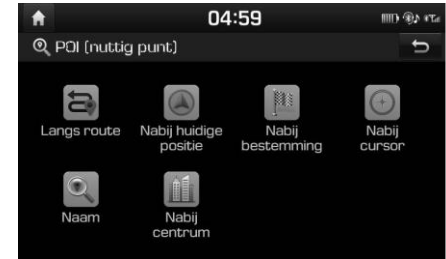 04:59
POI (nuttig punt)
Langs route
Nabij huidige
positie
Nabij
bestemming
Nabij
cursor
Naam
Nabij
centrum